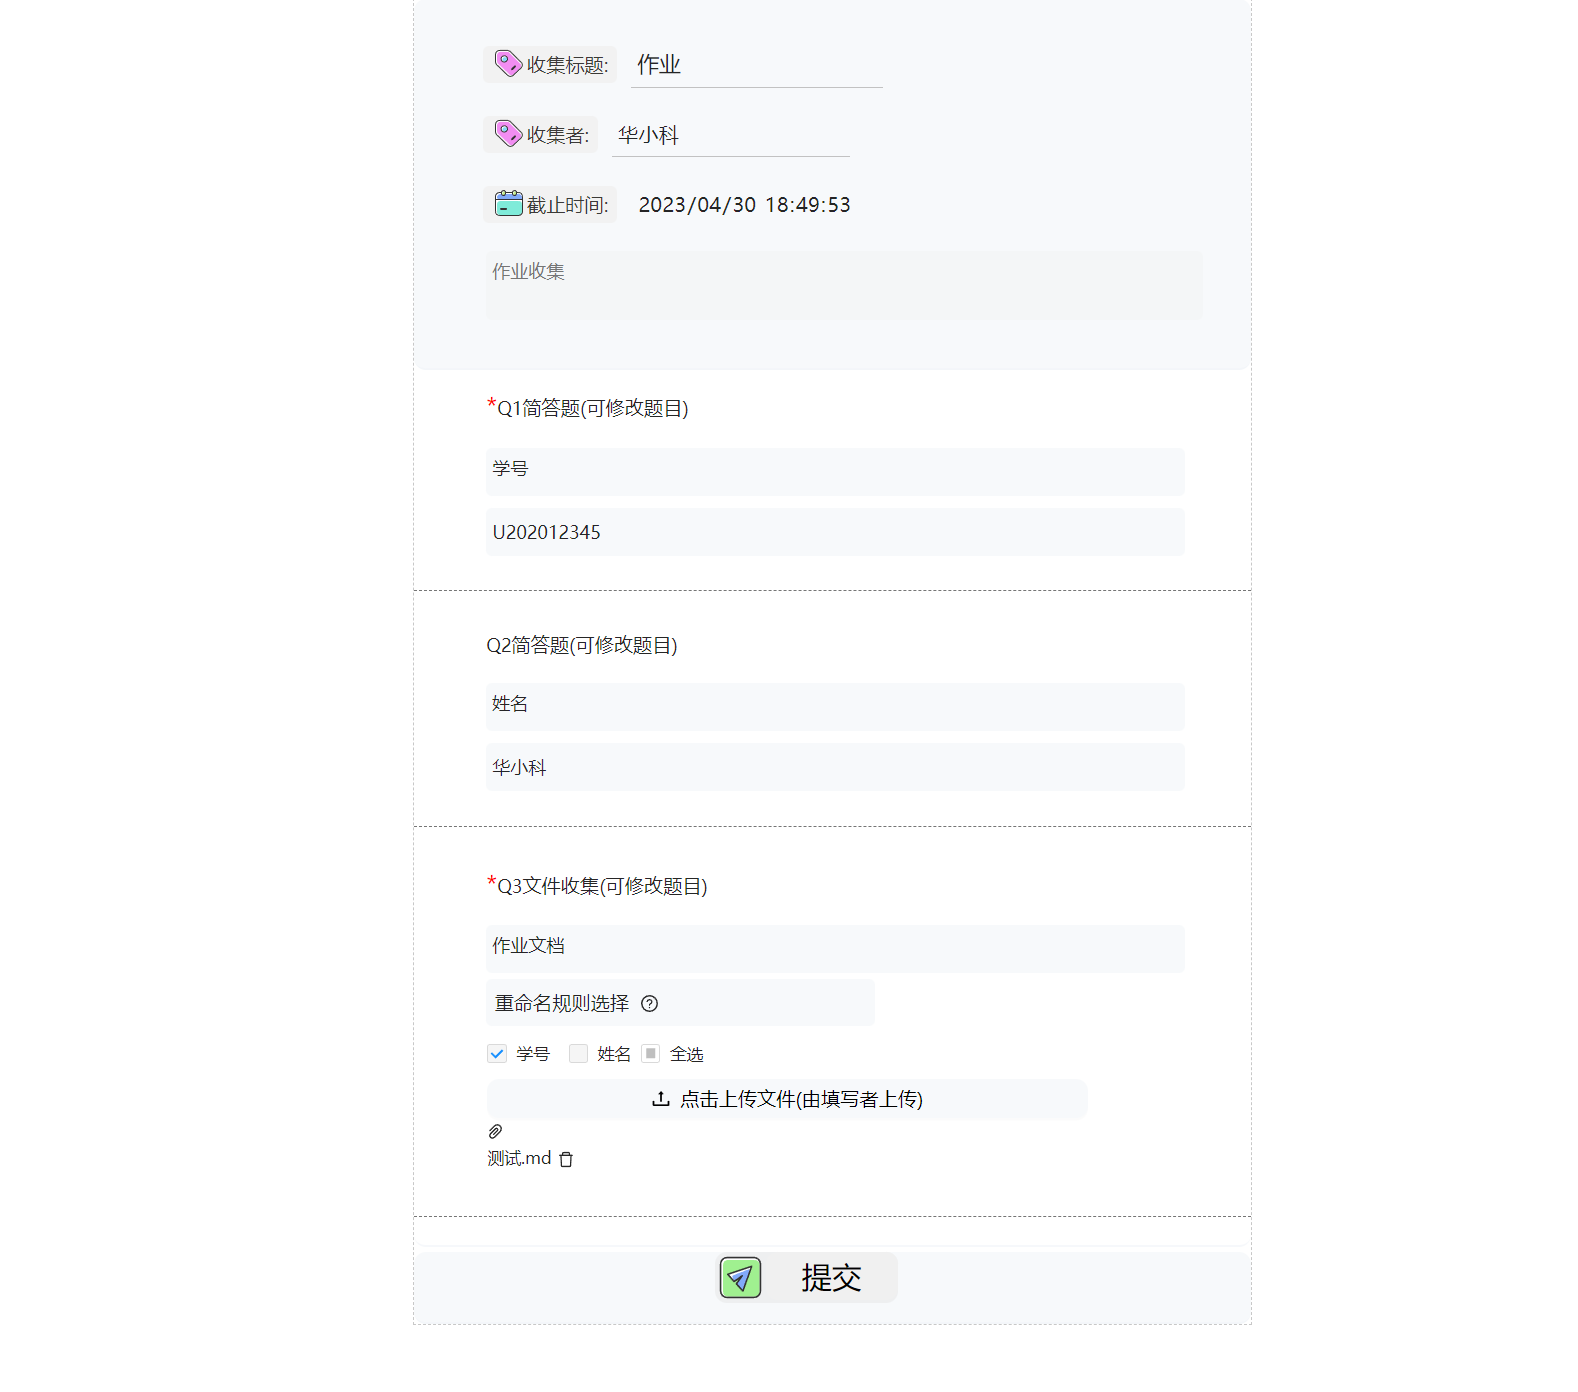 收集标题: 作业
收集者: 华小科
截止时间: 2023/04/30 18:49:53
作业收集
*Q1简答题(可修改题目)
学号
U202012345
Q2简答题(可修改题目)
姓名
华小科
*Q3文件收集(可修改题目)
作业文档
重命名规则选择
学号 姓名 全选
点击上传文件(由填写者上传)
测试.md
提交